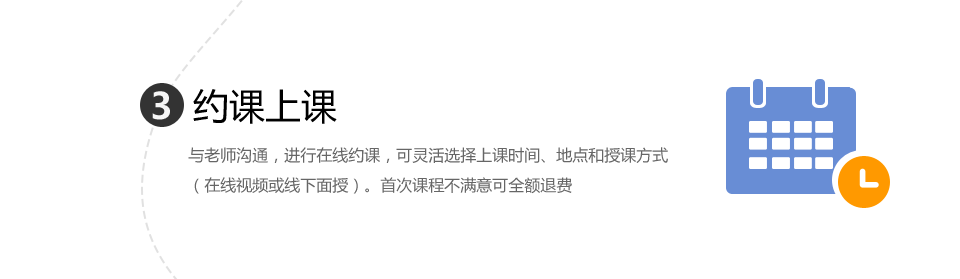 3 约课上课
与老师沟通，进行在线约课，可灵活选择上课时间、地点和授课方式
（在线视频或线下面授）。首次课程不满意可全额退费